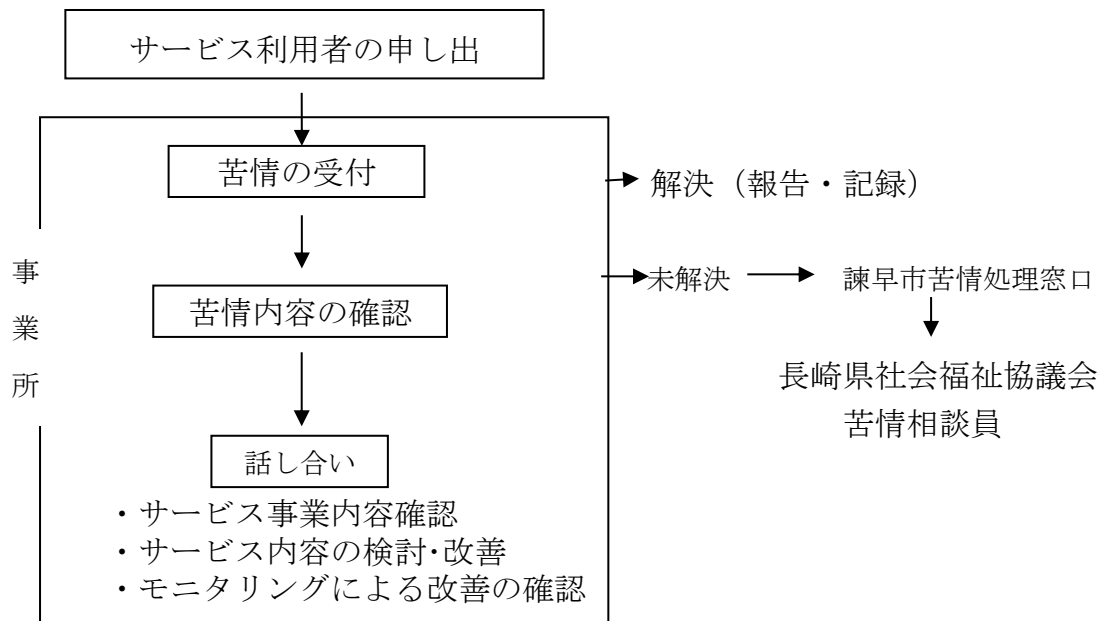 サービス利用者の申し出
苦情の受付
解決（報告・記録）
未解決
諫早市苦情処理窓口
苦情内容の確認
事
業
所
長崎県社会福祉協議会
苦情相談員
話し合い
・サービス事業内容確認
・サービス内容の検討･改善
・モニタリングによる改善の確認